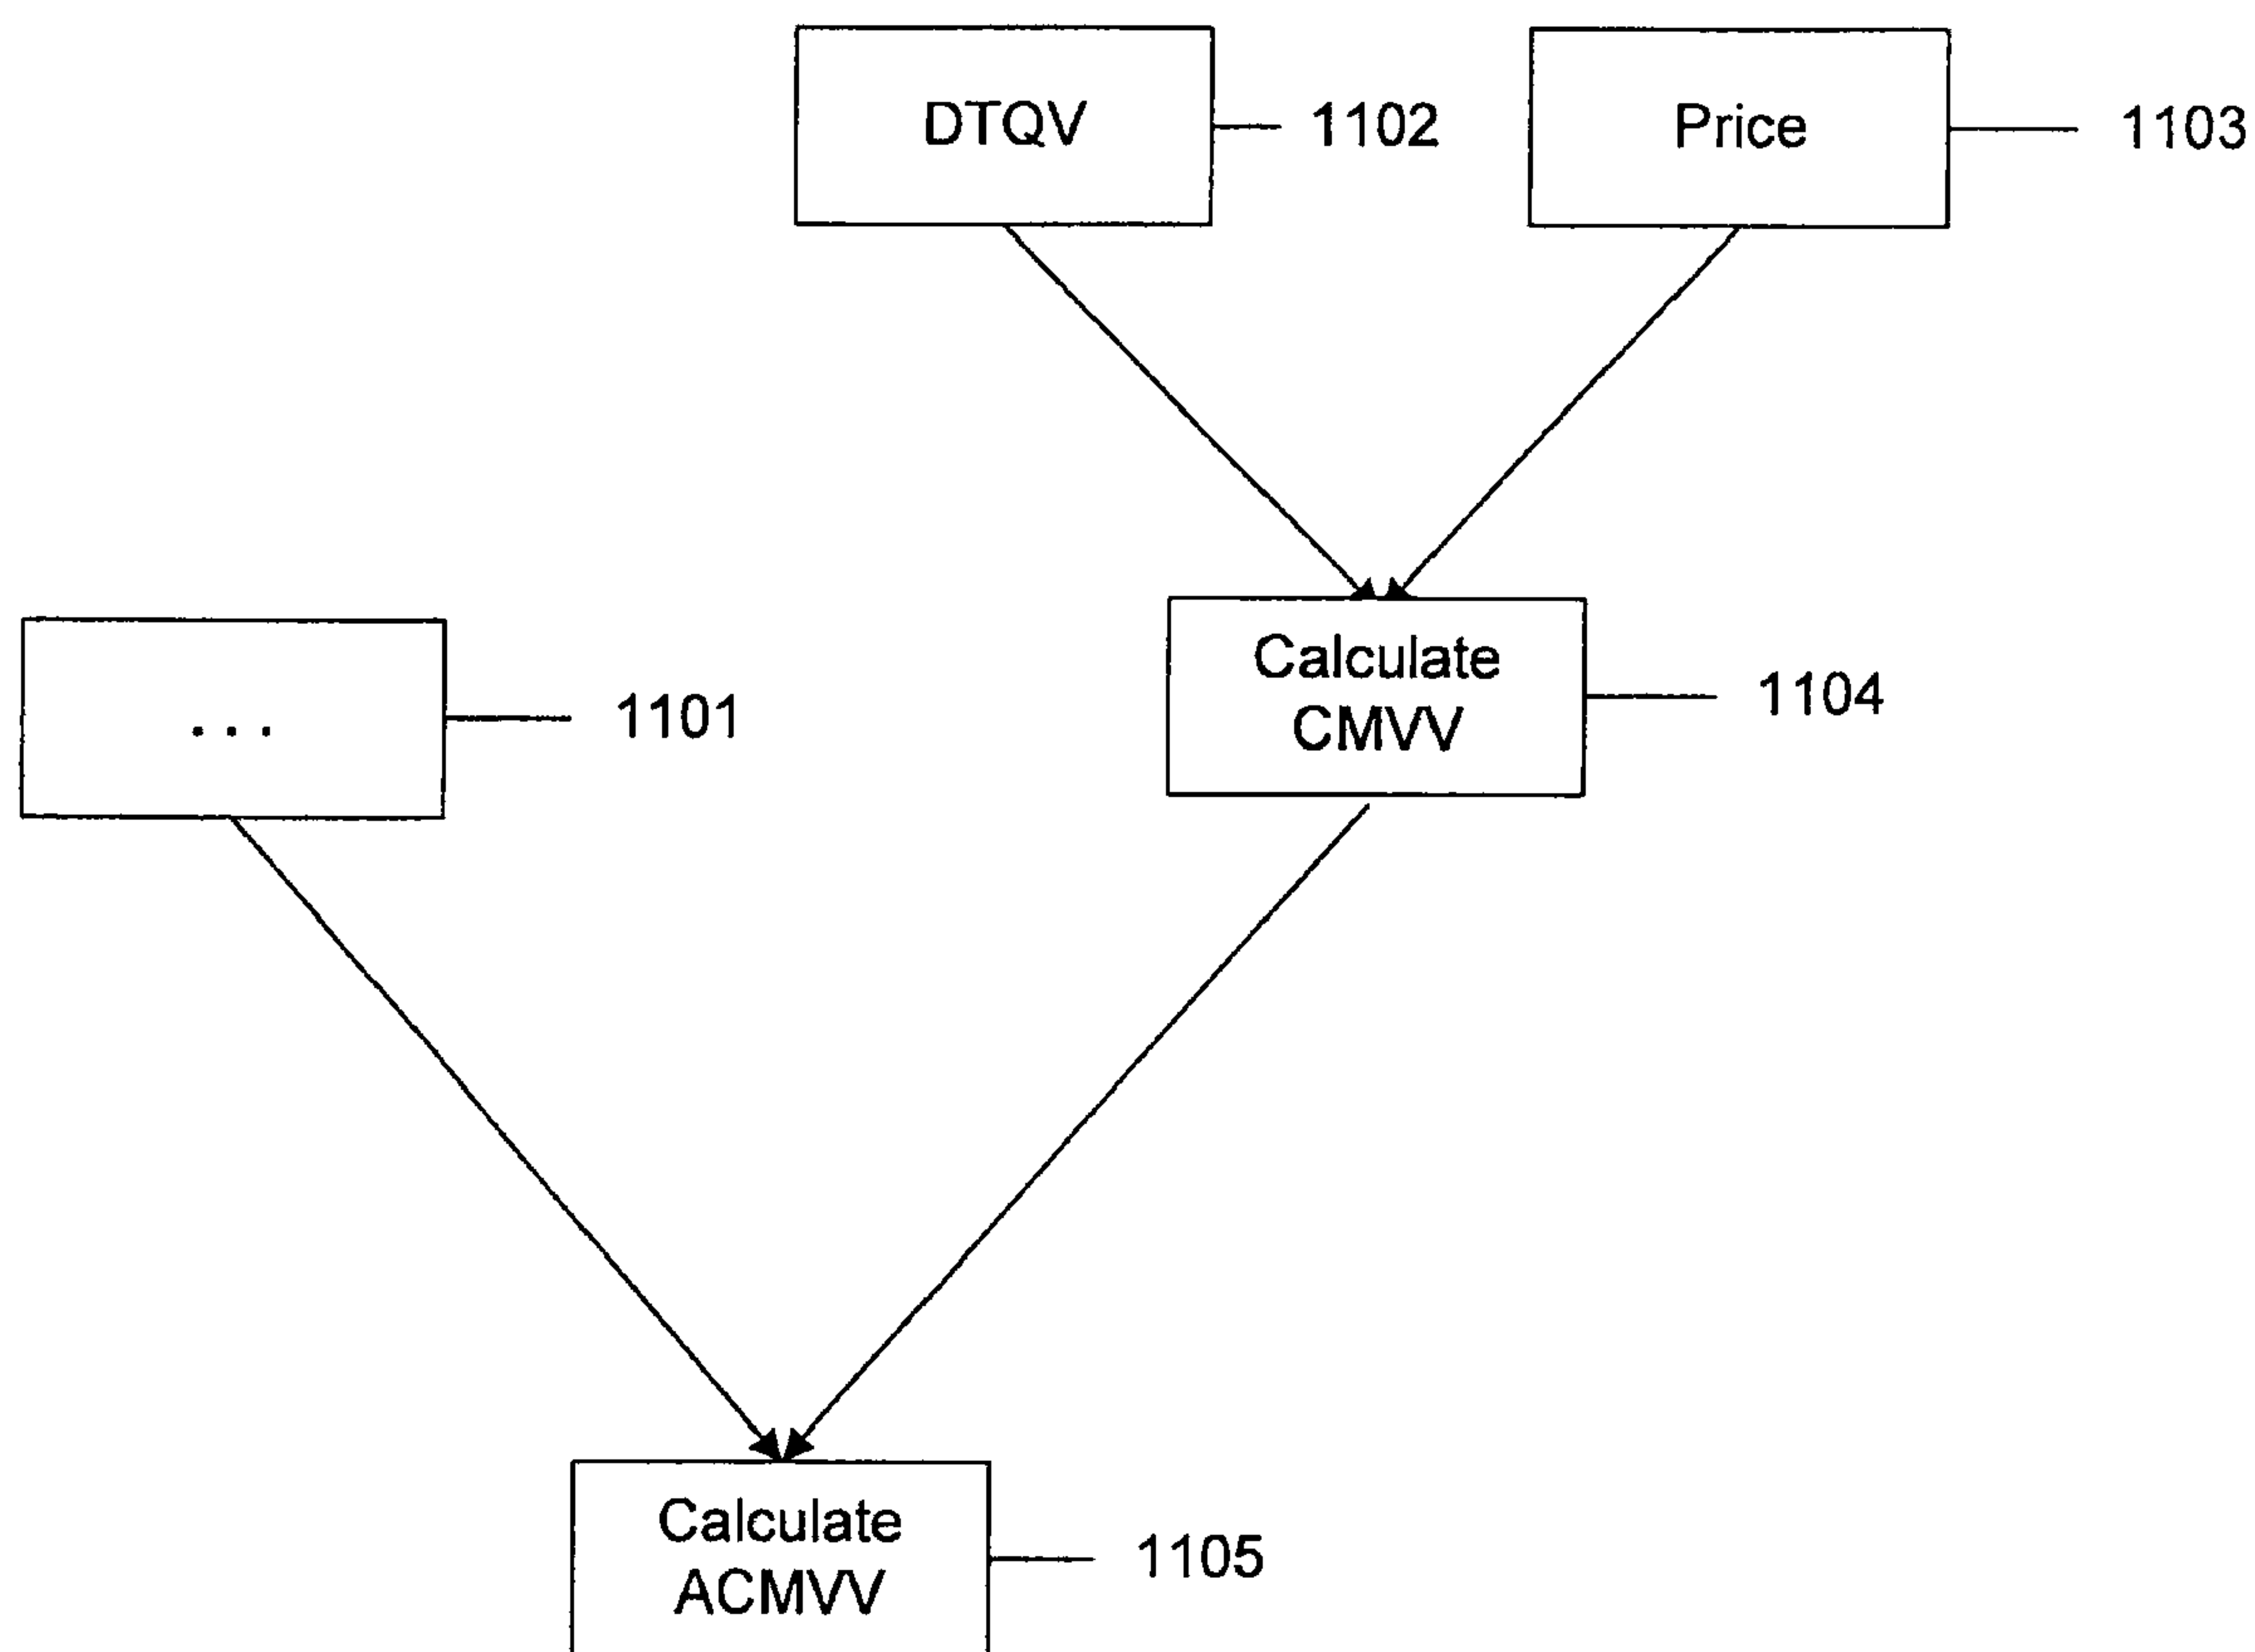 DTQV
1102
Price
1103
...
1101
Calculate
CMVV
1104
Calculate
ACMVV
1105